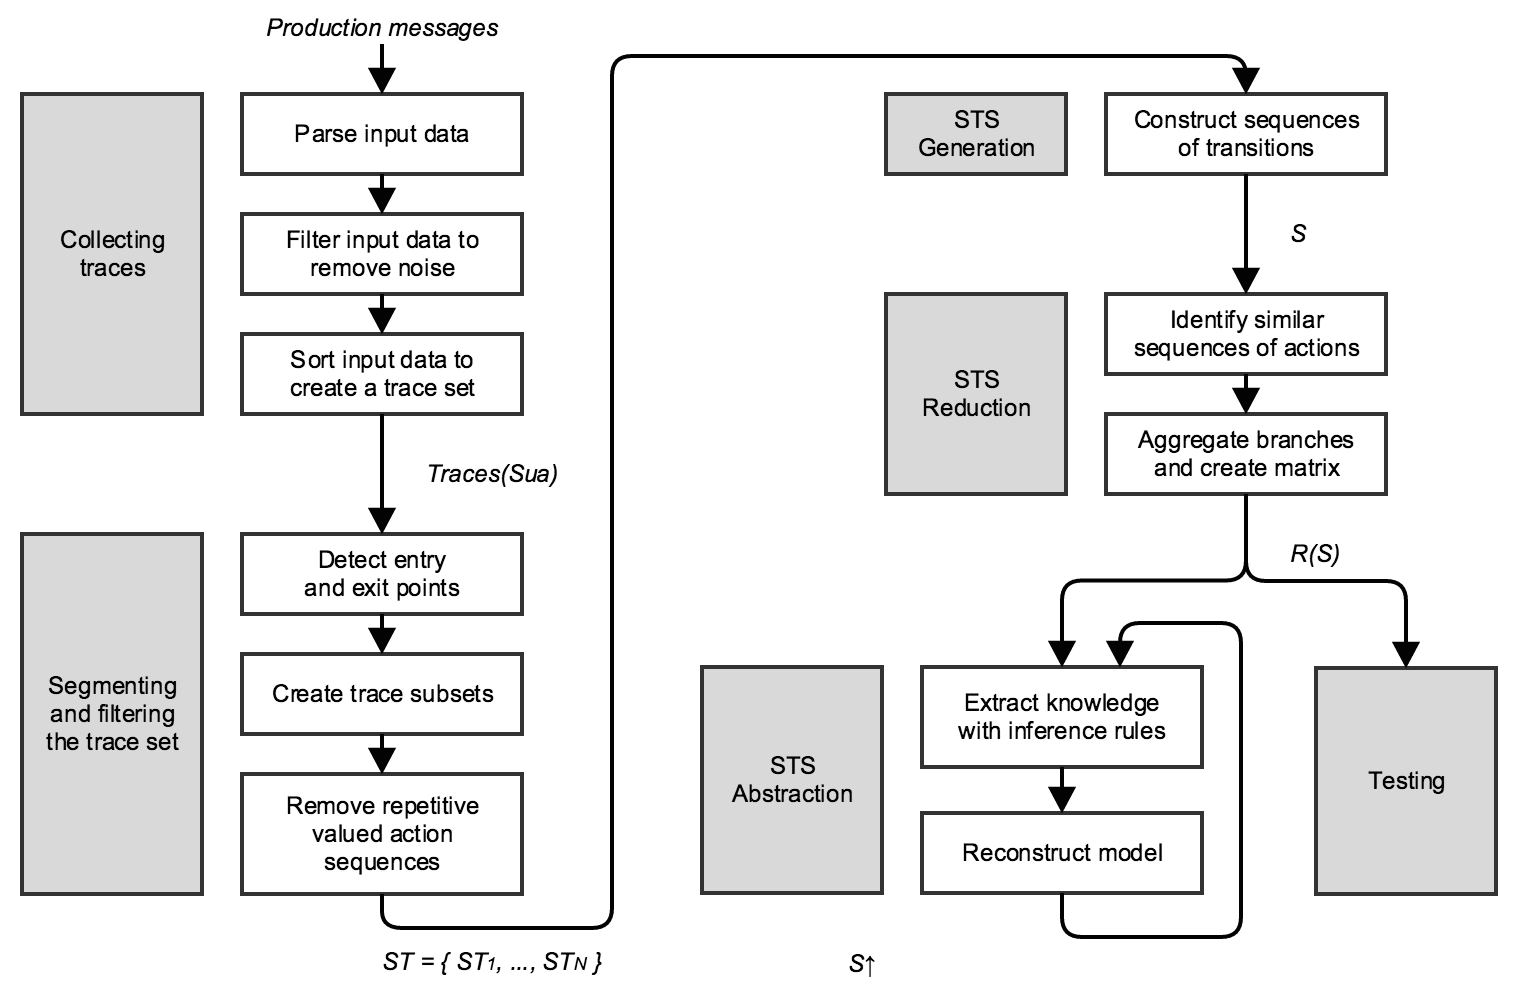 Production messages
Collecting
traces
Parse input data
Filter input data to
remove noise
Sort input data to
create a trace set
Traces(Sua)
Segmenting
and filtering
the trace set
Detect entry
and exit points
Create trace subsets
Remove repetitive
valued action
sequences
ST = { ST1, ..., STN }
STS
Generation
Construct sequences
of transitions
S
STS
Reduction
Identify similar
sequences of actions
Aggregate branches
and create matrix
R(S)
STS
Abstraction
Extract knowledge
with inference rules
Reconstruct model
S↑
Testing